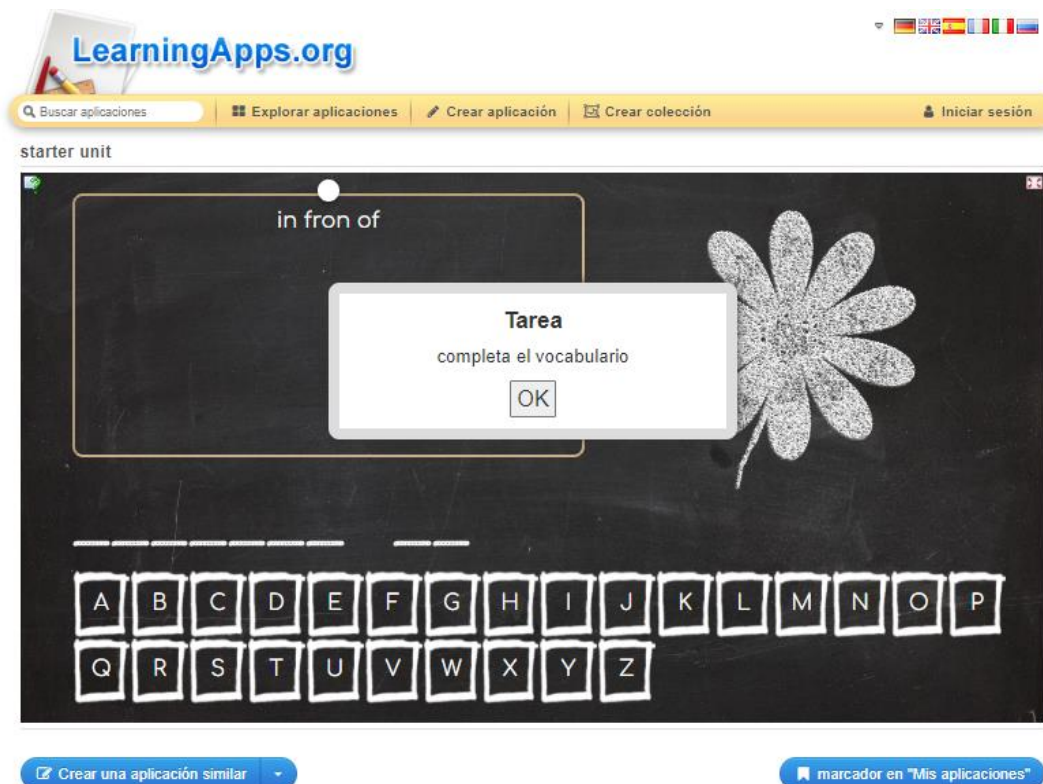 LearningApps.org
Buscar aplicaciones Explorar aplicaciones Crear aplicación Crear colección Iniciar sesión
starter unit
in fron of
Tarea
completa el vocabulario
OK
A B C D E F G H I J K L M N O P
Q R S T U V W X Y Z
Crear una aplicación similar marcador en "Mis aplicaciones"